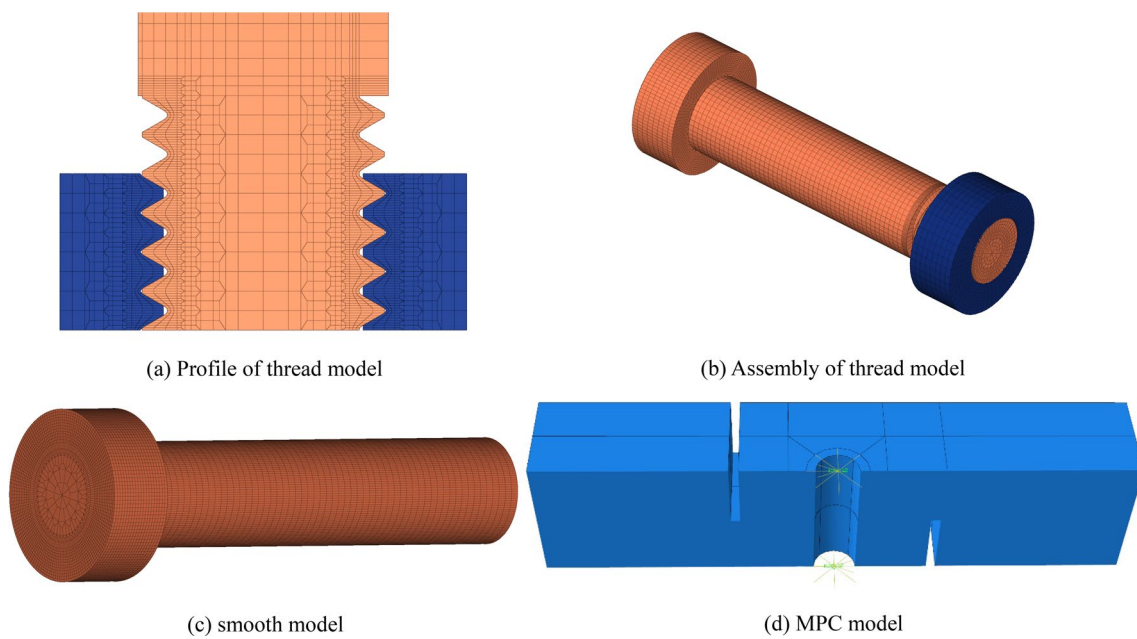 (a) Profile of thread model
(b) Assembly of thread model
(c) smooth model
(d) MPC model